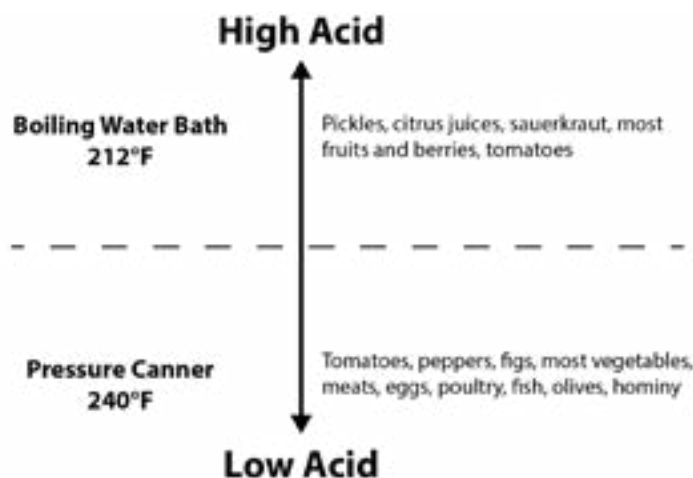 High Acid
Boiling Water Bath
212°F
Pickles, citrus juices, sauerkraut, most
fruits and berries, tomatoes
Pressure Canner
240°F
Tomatoes, peppers, figs, most vegetables,
meats, eggs, poultry, fish, olives, hominy
Low Acid